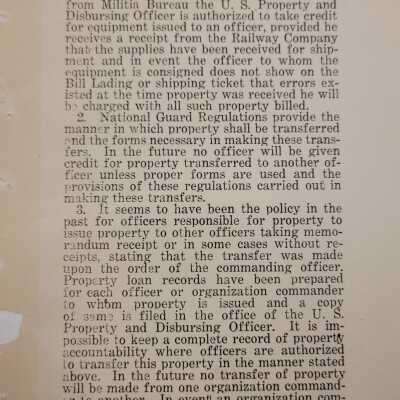 from Militia Bureau the U. S. Property and
Disbursing Officer is authorized to take credit
for equipment issued to an officer, provided he
receives a receipt from the Railway Company
that the supplies have been received for ship-
ment and in event the officer to whom the
equipment is consigned does not show on the
Bill Lading or shipping ticket that errors ex-
isted at the time property was received he will
be charged with all such property billed.
2. National Guard Regulations provide the
manner in which property shall be transferred
and the forms necessary in making these trans-
fers. In the future no officer will be given
credit for property transferred to another of-
ficer unless proper forms are used and the
provisions of these regulations carried out in
making these transfers.
3. It seems to have been the policy in the
past for officers responsible for property to
issue property to other officers taking memo-
randum receipt or in some cases without re-
ceipts, stating that the transfer was made
upon the order of the commanding officer.
Property loan records have been prepared
for each officer or organization commander
to whom property is issued and a copy
of same is filed in the office of the U. S.
Property and Disbursing Officer. It is im-
possible to keep a complete record of property
accountability where officers are authorized
to transfer this property in the manner stated
above. In the future no transfer of property
will be made from one organization command-
er to another. In event an organization com-